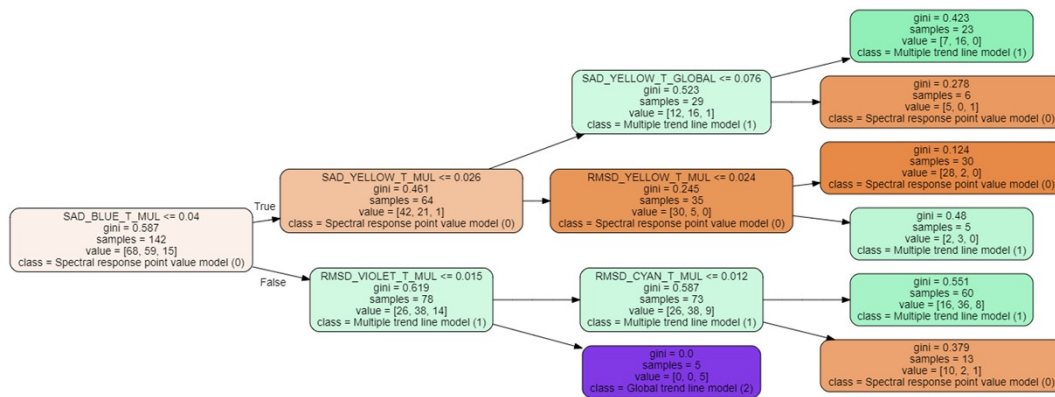 SAD_BLUE_T_MUL <= 0.04
gini = 0.587
samples = 142
value = [68, 59, 15]
class = Spectral response point value model (0)
True
False
SAD_YELLOW_T_MUL <= 0.026
gini = 0.461
samples = 64
value = [42, 21, 1]
class = Spectral response point value model (0)
RMSD_VIOLET_T_MUL <= 0.015
gini = 0.619
samples = 78
value = [26, 38, 14]
class = Multiple trend line model (1)
SAD_YELLOW_T_GLOBAL <= 0.076
gini = 0.523
samples = 29
value = [12, 16, 1]
class = Multiple trend line model (1)
RMSD_YELLOW_T_MUL <= 0.024
gini = 0.245
samples = 35
value = [30, 5, 0]
class = Spectral response point value model (0)
RMSD_CYAN_T_MUL <= 0.012
gini = 0.587
samples = 73
value = [26, 38, 9]
class = Multiple trend line model (1)
gini = 0.0
samples = 5
value = [0, 0, 5]
class = Global trend line model (2)
gini = 0.423
samples = 23
value = [7, 16, 0]
class = Multiple trend line model (1)
gini = 0.278
samples = 6
value = [5, 0, 1]
class = Spectral response point value model (0)
gini = 0.124
samples = 30
value = [28, 2, 0]
class = Spectral response point value model (0)
gini = 0.48
samples = 5
value = [2, 3, 0]
class = Multiple trend line model (1)
gini = 0.551
samples = 60
value = [16, 36, 8]
class = Multiple trend line model (1)
gini = 0.379
samples = 13
value = [10, 2, 1]
class = Spectral response point value model (0)